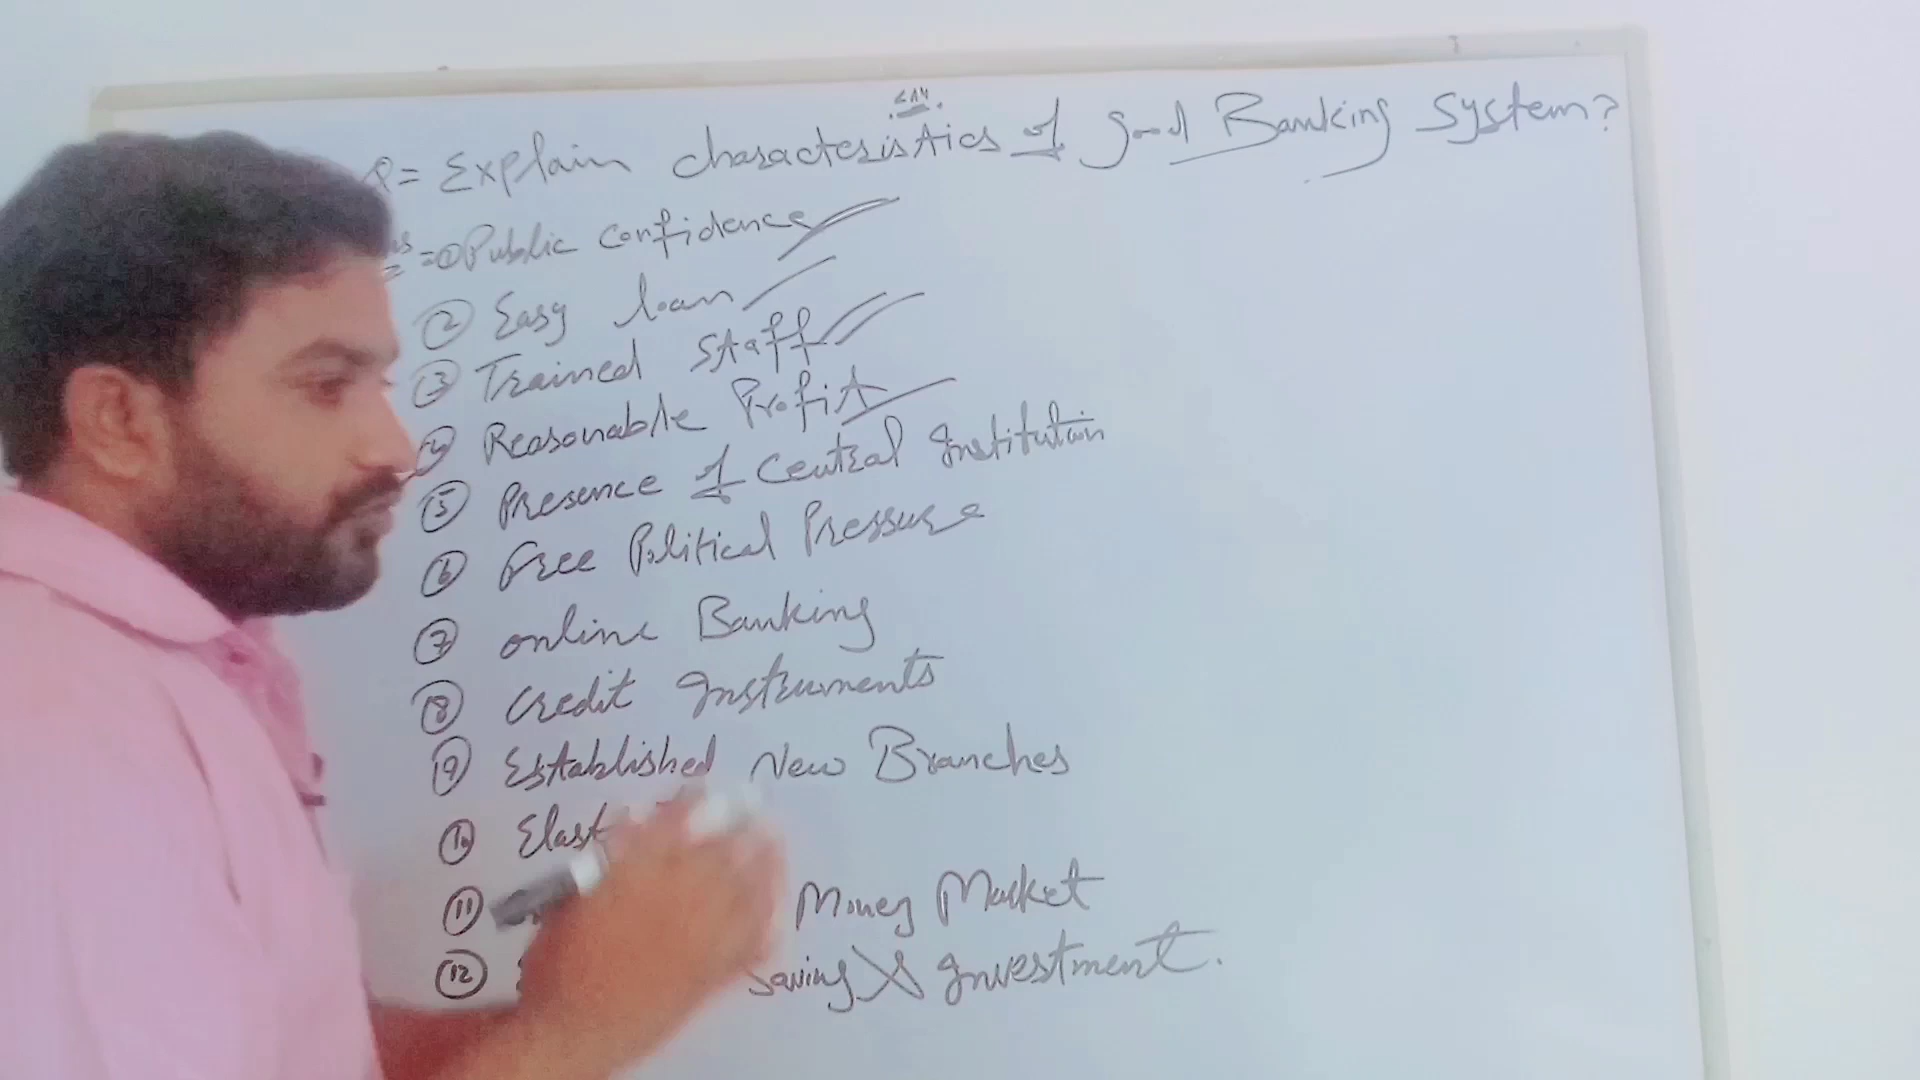 Q= Explain characteristics of good Banking System?
= ① Public Confidence
② Easy loan
③ Trained Staff
④ Reasonable Profit
⑤ Presence of Central Institution
⑥ Free Political Pressure
⑦ online Banking
⑧ Credit Instruments
⑨ Established New Branches
⑩
⑪ Money Market
⑫ Saving & Investment.